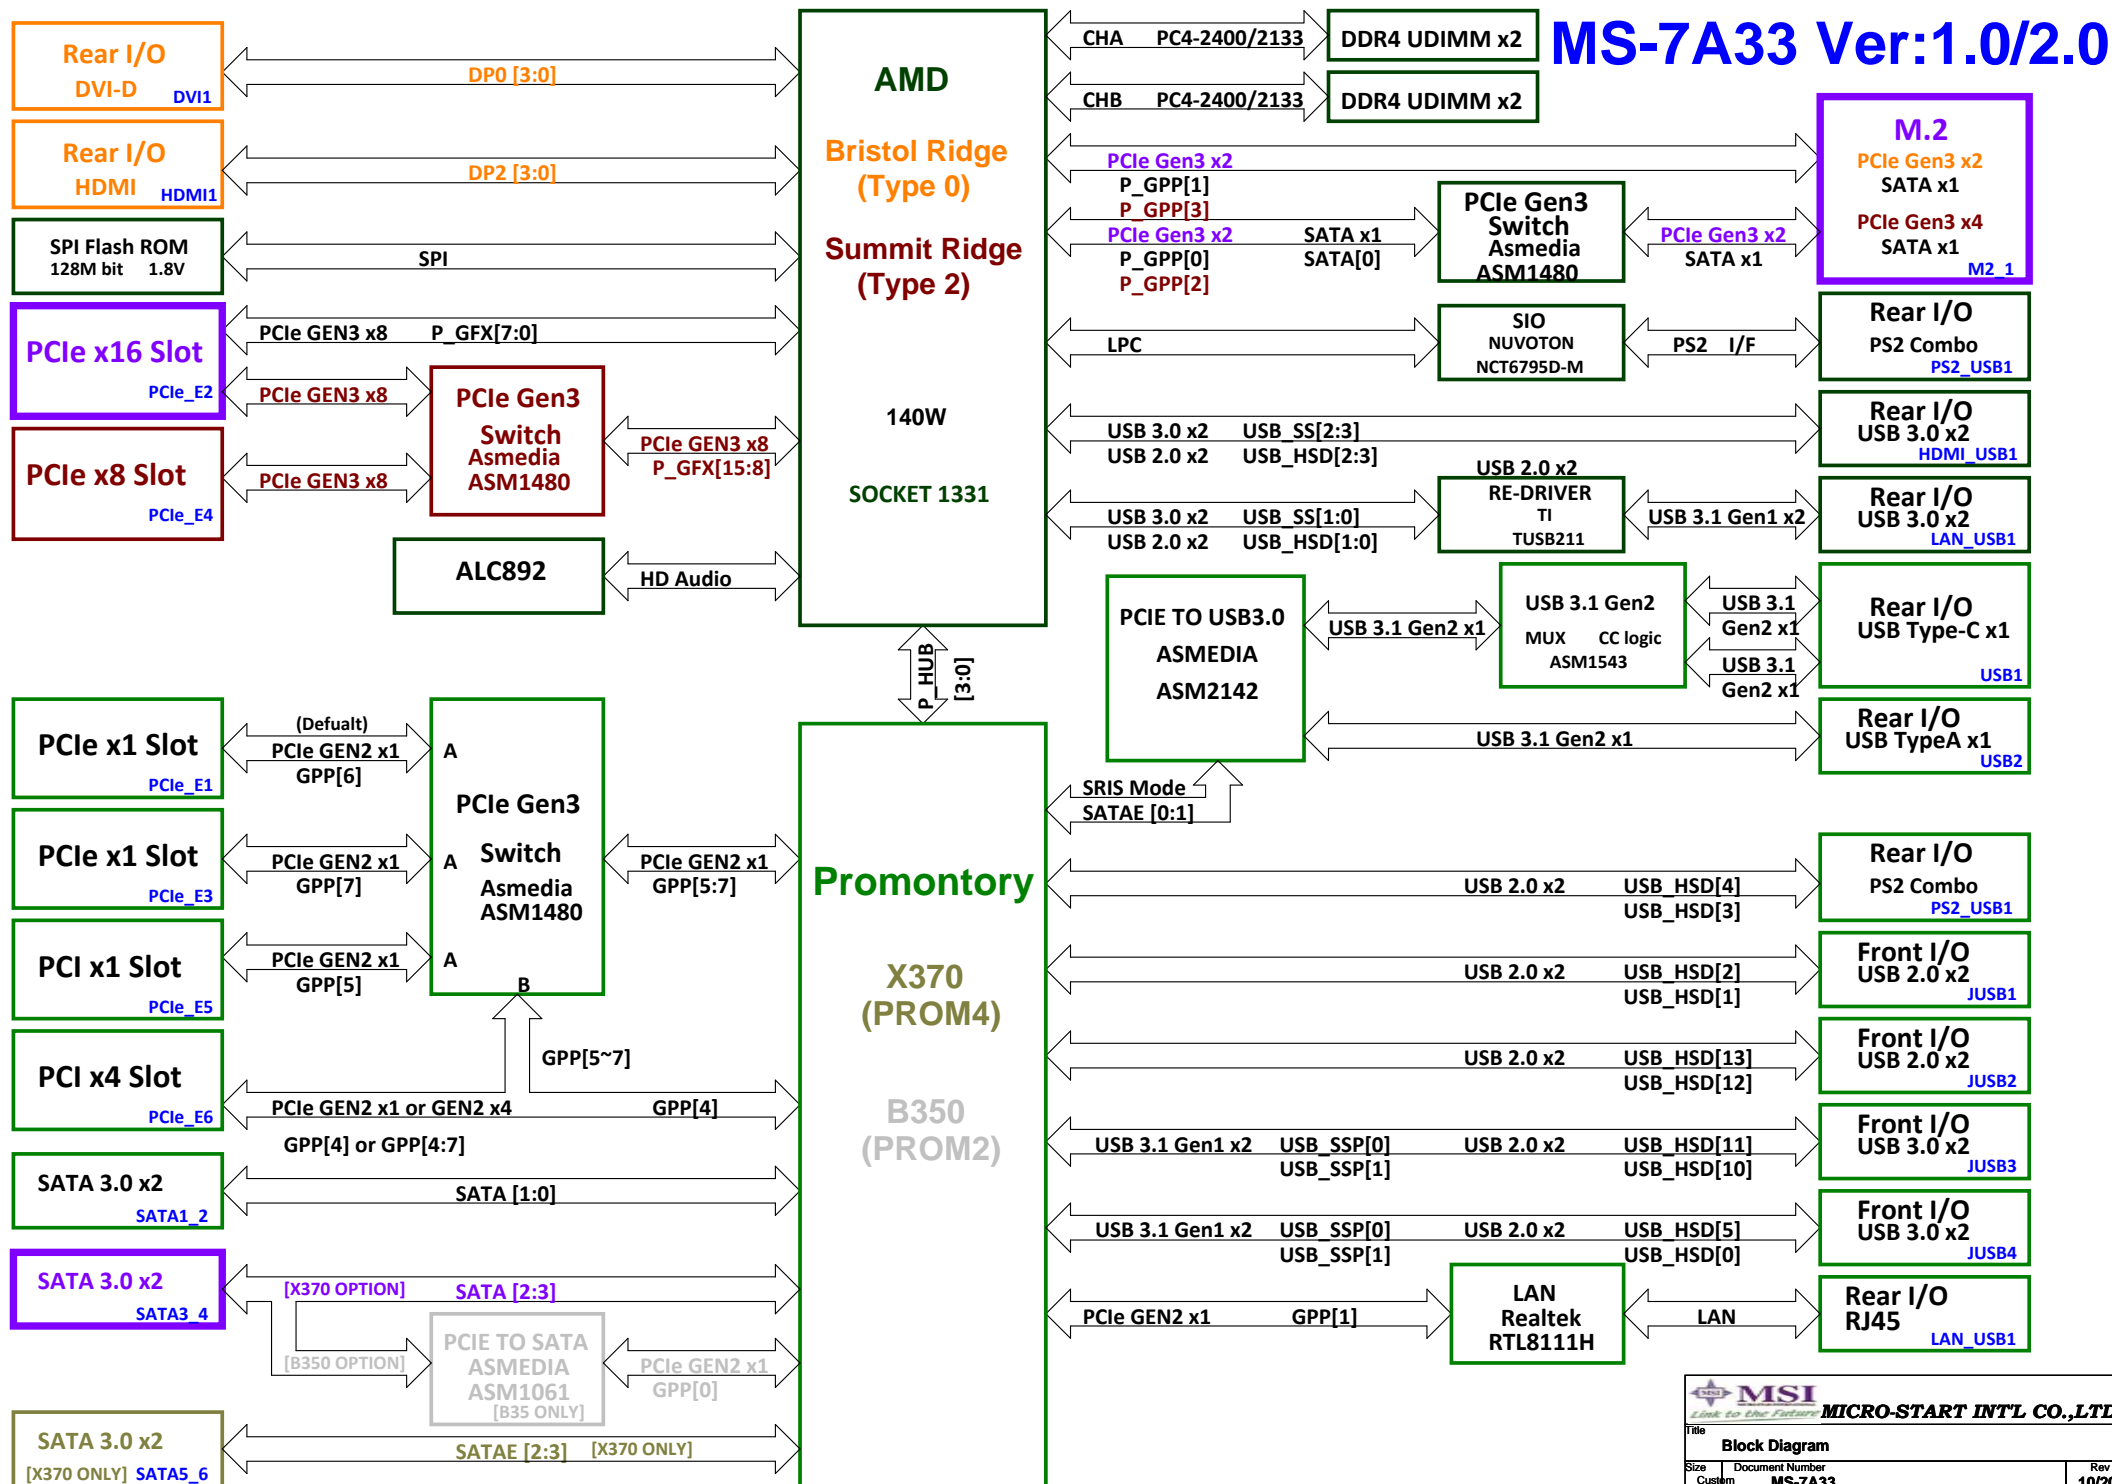 MS-7A33 Ver:1.0/2.0
Rear I/O
DVI-D
DVI1
DP0 [3:0]
Rear I/O
HDMI
HDMI1
DP2 [3:0]
SPI Flash ROM
128M bit 1.8V
SPI
PCIe x16 Slot
PCIe_E2
PCIe GEN3 x8 P_GFX[7:0]
PCIe GEN3 x8
PCIe x8 Slot
PCIe_E4
PCIe GEN3 x8
PCIe Gen3
Switch
Asmedia
ASM1480
PCIe GEN3 x8
P_GFX[15:8]
ALC892
HD Audio
AMD
Bristol Ridge
(Type 0)
Summit Ridge
(Type 2)
140W
SOCKET 1331
CHA PC4-2400/2133
DDR4 UDIMM x2
CHB PC4-2400/2133
DDR4 UDIMM x2
PCIe Gen3 x2
P_GPP[1]
P_GPP[3]
PCIe Gen3 x2 SATA x1
P_GPP[0] SATA[0]
P_GPP[2]
PCIe Gen3
Switch
Asmedia
ASM1480
PCIe Gen3 x2
SATA x1
M.2
PCIe Gen3 x2
SATA x1
PCIe Gen3 x4
SATA x1
M2_1
LPC
SIO
NUVOTON
NCT6795D-M
PS2 I/F
Rear I/O
PS2 Combo
PS2_USB1
USB 3.0 x2 USB_SS[2:3]
USB 2.0 x2 USB_HSD[2:3]
Rear I/O
USB 3.0 x2
HDMI_USB1
USB 3.0 x2 USB_SS[1:0]
USB 2.0 x2 USB_HSD[1:0]
USB 2.0 x2
RE-DRIVER
TI
TUSB211
USB 3.1 Gen1 x2
Rear I/O
USB 3.0 x2
LAN_USB1
PCIE TO USB3.0
ASMEDIA
ASM2142
USB 3.1 Gen2 x1
USB 3.1 Gen2
MUX CC logic
ASM1543
USB 3.1
Gen2 x1
USB 3.1
Gen2 x1
Rear I/O
USB Type-C x1
USB1
USB 3.1 Gen2 x1
Rear I/O
USB TypeA x1
USB2
P_HUB
[3:0]
SRIS Mode
SATAE [0:1]
PCIe x1 Slot
PCIe_E1
(Defualt)
PCIe GEN2 x1
GPP[6]
A
PCIe x1 Slot
PCIe_E3
PCIe GEN2 x1
GPP[7]
A
PCI x1 Slot
PCIe_E5
PCIe GEN2 x1
GPP[5]
A
B
PCIe Gen3
Switch
Asmedia
ASM1480
PCIe GEN2 x1
GPP[5:7]
PCI x4 Slot
PCIe_E6
GPP[5~7]
PCIe GEN2 x1 or GEN2 x4 GPP[4]
GPP[4] or GPP[4:7]
SATA 3.0 x2
SATA1_2
SATA [1:0]
SATA 3.0 x2
SATA3_4
[X370 OPTION] SATA [2:3]
[B350 OPTION]
PCIE TO SATA
ASMEDIA
ASM1061
[B35 ONLY]
PCIe GEN2 x1
GPP[0]
SATA 3.0 x2
[X370 ONLY] SATA5_6
SATAE [2:3] [X370 ONLY]
Promontory
X370
(PROM4)
B350
(PROM2)
USB 2.0 x2 USB_HSD[4]
USB_HSD[3]
Rear I/O
PS2 Combo
PS2_USB1
USB 2.0 x2 USB_HSD[2]
USB_HSD[1]
Front I/O
USB 2.0 x2
JUSB1
USB 2.0 x2 USB_HSD[13]
USB_HSD[12]
Front I/O
USB 2.0 x2
JUSB2
USB 3.1 Gen1 x2 USB_SSP[0] USB 2.0 x2 USB_HSD[11]
USB_SSP[1] USB_HSD[10]
Front I/O
USB 3.0 x2
JUSB3
USB 3.1 Gen1 x2 USB_SSP[0] USB 2.0 x2 USB_HSD[5]
USB_SSP[1] USB_HSD[0]
Front I/O
USB 3.0 x2
JUSB4
PCIe GEN2 x1 GPP[1]
LAN
Realtek
RTL8111H
LAN
Rear I/O
RJ45
LAN_USB1
MSI
MSI
Link to the Future
MICRO-START INT'L CO.,LTD
Title
Block Diagram
Size Document Number Rev
Custom MS-7A33 10/20